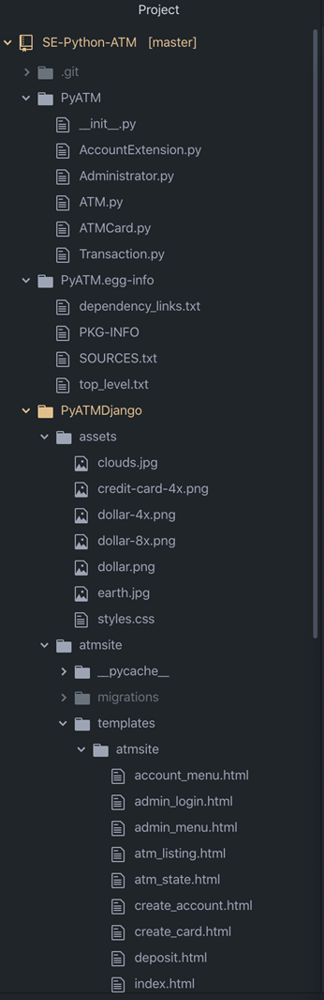 Project
SE-Python-ATM [master]
.git
PyATM
__init__.py
AccountExtension.py
Administrator.py
ATM.py
ATMCard.py
Transaction.py
PyATM.egg-info
dependency_links.txt
PKG-INFO
SOURCES.txt
top_level.txt
PyATMDjango
assets
clouds.jpg
credit-card-4x.png
dollar-4x.png
dollar-8x.png
dollar.png
earth.jpg
styles.css
atmsite
__pycache__
migrations
templates
atmsite
account_menu.html
admin_login.html
admin_menu.html
atm_listing.html
atm_state.html
create_account.html
create_card.html
deposit.html
index.html